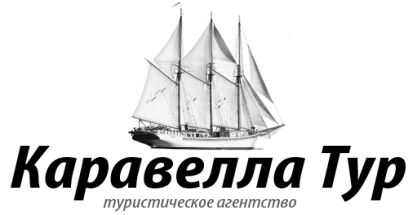 Каравелла Тур
туристическое агентство